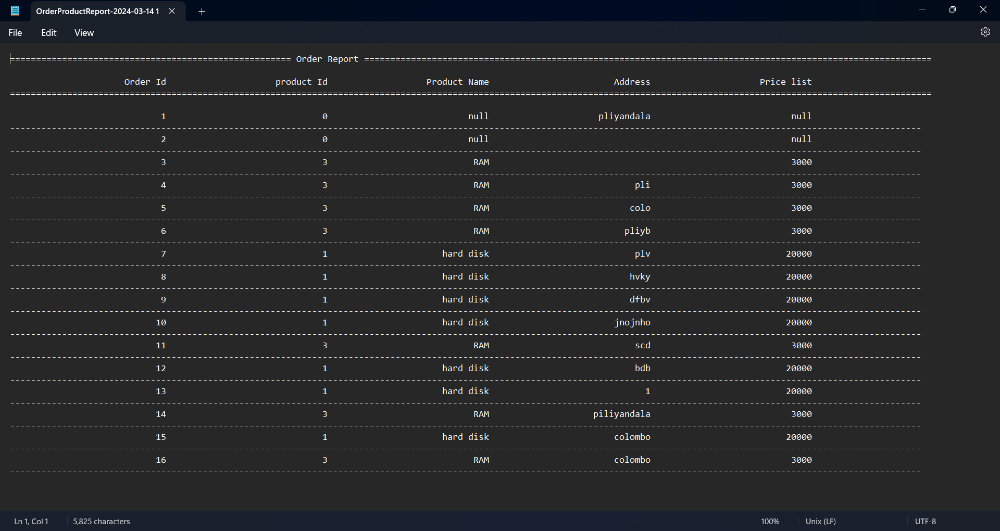 OrderProductReport-2024-03-14 1
File Edit View
====================================================== Order Report =============================================================================================================
Order Id product Id Product Name Address Price list
=================================================================================================================================================================================
1 0 null pliyandala null
-------------------------------------------------------------------------------------------------------------------------------------------------------------------------------
2 0 null null
-------------------------------------------------------------------------------------------------------------------------------------------------------------------------------
3 3 RAM 3000
-------------------------------------------------------------------------------------------------------------------------------------------------------------------------------
4 3 RAM pli 3000
-------------------------------------------------------------------------------------------------------------------------------------------------------------------------------
5 3 RAM colo 3000
-------------------------------------------------------------------------------------------------------------------------------------------------------------------------------
6 3 RAM pliyb 3000
-------------------------------------------------------------------------------------------------------------------------------------------------------------------------------
7 1 hard disk plv 20000
-------------------------------------------------------------------------------------------------------------------------------------------------------------------------------
8 1 hard disk hvky 20000
-------------------------------------------------------------------------------------------------------------------------------------------------------------------------------
9 1 hard disk dfbv 20000
-------------------------------------------------------------------------------------------------------------------------------------------------------------------------------
10 1 hard disk jnojnho 20000
-------------------------------------------------------------------------------------------------------------------------------------------------------------------------------
11 3 RAM scd 3000
-------------------------------------------------------------------------------------------------------------------------------------------------------------------------------
12 1 hard disk bdb 20000
-------------------------------------------------------------------------------------------------------------------------------------------------------------------------------
13 1 hard disk 1 20000
-------------------------------------------------------------------------------------------------------------------------------------------------------------------------------
14 3 RAM piliyandala 3000
-------------------------------------------------------------------------------------------------------------------------------------------------------------------------------
15 1 hard disk colombo 20000
-------------------------------------------------------------------------------------------------------------------------------------------------------------------------------
16 3 RAM colombo 3000
-------------------------------------------------------------------------------------------------------------------------------------------------------------------------------
Ln 1, Col 1 5,825 characters 100% Unix (LF) UTF-8